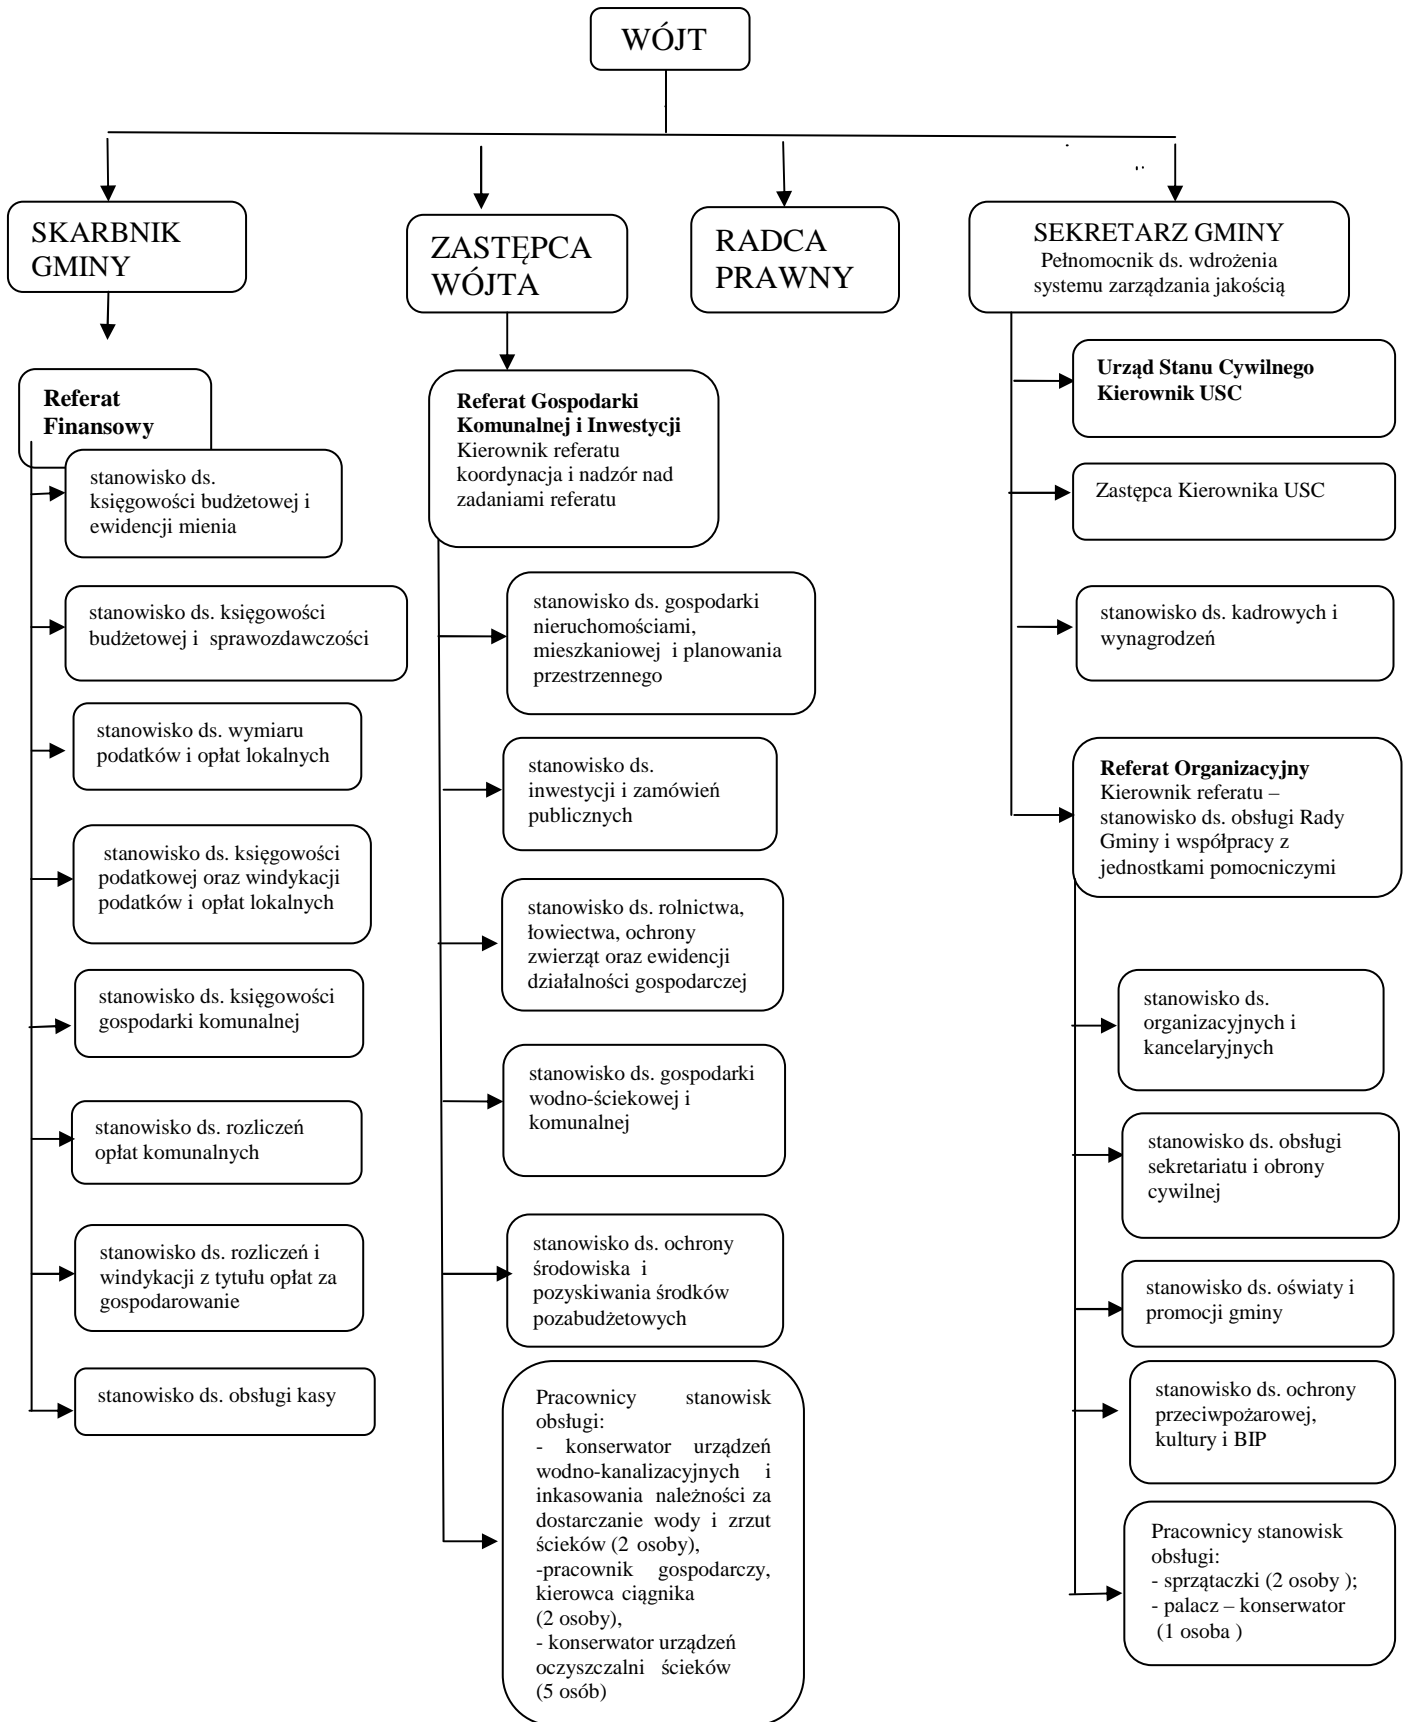 WÓJT
SKARBNIK
GMINY
ZASTĘPCA
WÓJTA
RADCA
PRAWNY
SEKRETARZ GMINY
Pełnomocnik ds. wdrożenia
systemu zarządzania jakością
Referat
Finansowy
stanowisko ds.
księgowości budżetowej i
ewidencji mienia
stanowisko ds. księgowości
budżetowej i sprawozdawczości
stanowisko ds. wymiaru
podatków i opłat lokalnych
stanowisko ds. księgowości
podatkowej oraz windykacji
podatków i opłat lokalnych
stanowisko ds. księgowości
gospodarki komunalnej
stanowisko ds. rozliczeń
opłat komunalnych
stanowisko ds. rozliczeń i
windykacji z tytułu opłat za
gospodarowanie
stanowisko ds. obsługi kasy
Referat Gospodarki
Komunalnej i Inwestycji
Kierownik referatu
koordynacja i nadzór nad
zadaniami referatu
stanowisko ds. gospodarki
nieruchomościami,
mieszkaniowej i planowania
przestrzennego
stanowisko ds.
inwestycji i zamówień
publicznych
stanowisko ds. rolnictwa,
łowiectwa, ochrony
zwierząt oraz ewidencji
działalności gospodarczej
stanowisko ds. gospodarki
wodno-ściekowej i
komunalnej
stanowisko ds. ochrony
środowiska i
pozyskiwania środków
pozabudżetowych
Pracownicy stanowisk
obsługi:
- konserwator urządzeń
wodno-kanalizacyjnych i
inkasowania należności za
dostarczanie wody i zrzut
ścieków (2 osoby),
-pracownik gospodarczy,
kierowca ciągnika
(2 osoby),
- konserwator urządzeń
oczyszczalni ścieków
(5 osób)
Urząd Stanu Cywilnego
Kierownik USC
Zastępca Kierownika USC
stanowisko ds. kadrowych i
wynagrodzeń
Referat Organizacyjny
Kierownik referatu –
stanowisko ds. obsługi Rady
Gminy i współpracy z
jednostkami pomocniczymi
stanowisko ds.
organizacyjnych i
kancelaryjnych
stanowisko ds. obsługi
sekretariatu i obrony
cywilnej
stanowisko ds. oświaty i
promocji gminy
stanowisko ds. ochrony
przeciwpożarowej,
kultury i BIP
Pracownicy stanowisk
obsługi:
- sprzątaczki (2 osoby );
- palacz – konserwator
(1 osoba )